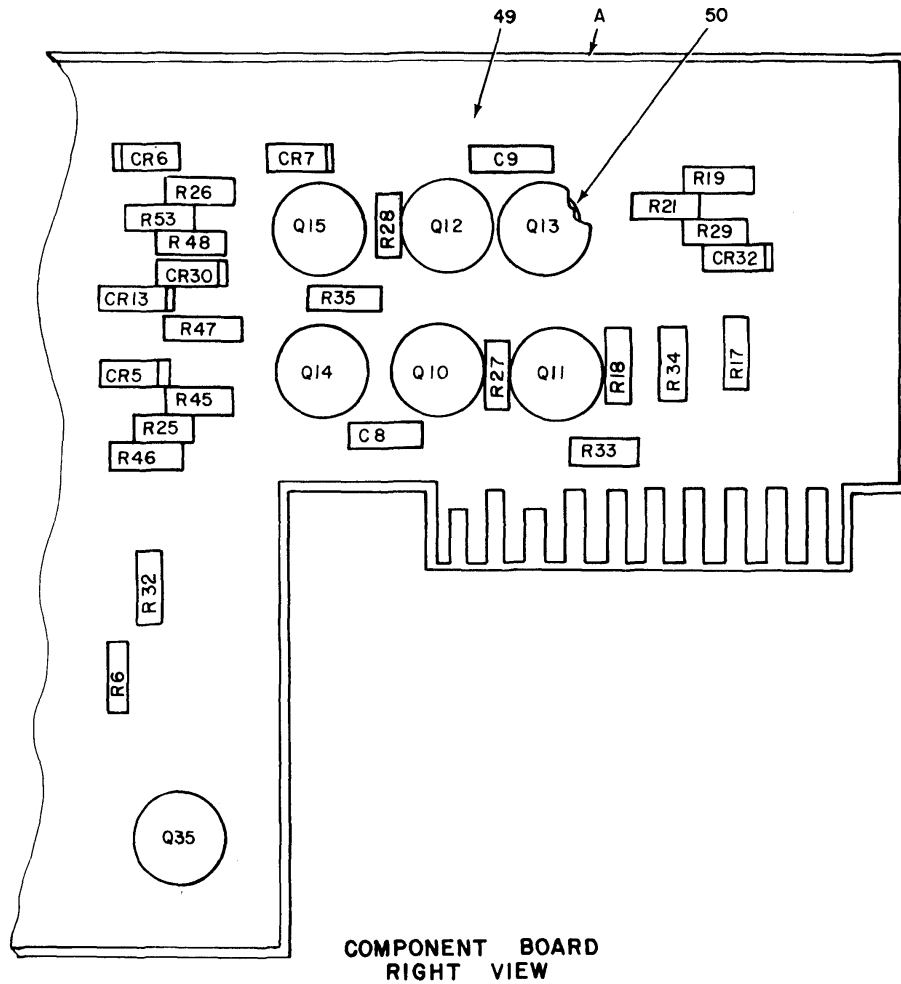 49 A 50
CR6 CR7 C9
R19
R26
R21
R53 Q15 R28 Q12 Q13
R29
R48
CR32
CR30
CR13 R35
R47
CR5 Q14 Q10 R27 Q11 R18 R34 R17
R45
R25
C8
R46 R33
R32
R6
Q35
COMPONENT BOARD
RIGHT VIEW